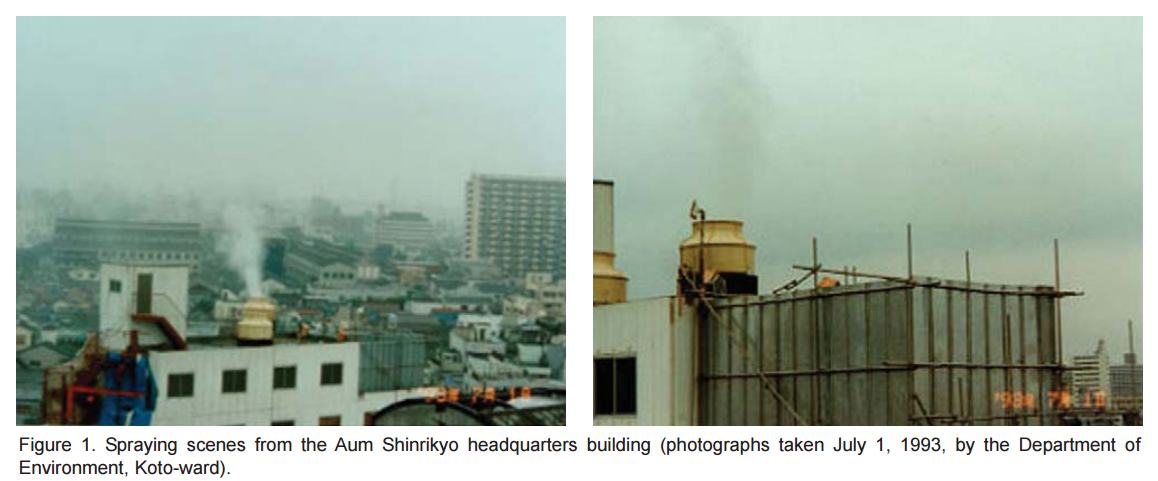 Figure 1. Spraying scenes from the Aum Shinrikyo headquarters building (photographs taken July 1, 1993, by the Department of
Environment, Koto-ward).